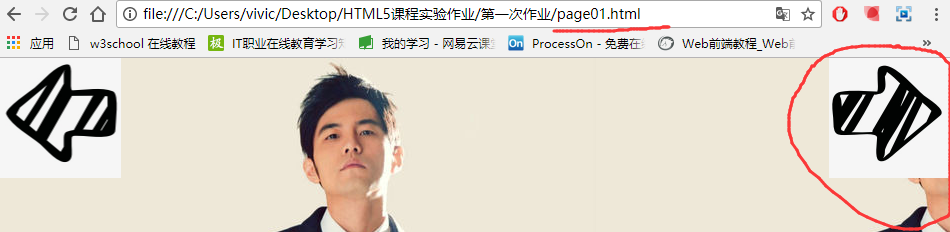 file:///C:/Users/vivic/Desktop/HTML5课程实验作业/第一次作业/page01.html
应用 w3school 在线教程 极 IT职业在线教育学习 我的学习 - 网易云课 On ProcessOn - 免费在 Web前端教程_Web前 »